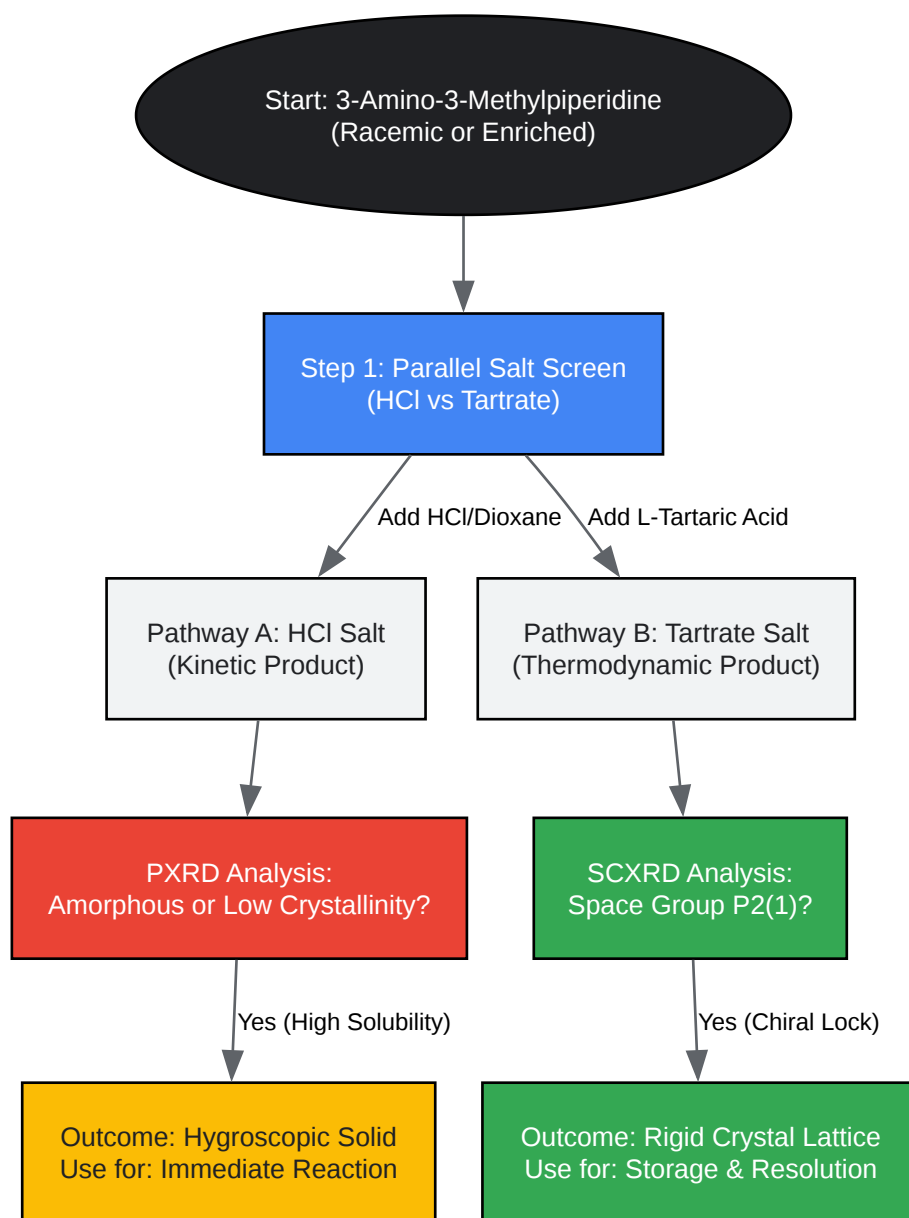 Start: 3-Amino-3-Methylpiperidine
(Racemic or Enriched)
Step 1: Parallel Salt Screen
(HCl vs Tartrate)
Add HCl/Dioxane
Add L-Tartaric Acid
Pathway A: HCl Salt
(Kinetic Product)
Pathway B: Tartrate Salt
(Thermodynamic Product)
PXRD Analysis:
Amorphous or Low Crystallinity?
SCXRD Analysis:
Space Group P2(1)?
Yes (High Solubility)
Yes (Chiral Lock)
Outcome: Hygroscopic Solid
Use for: Immediate Reaction
Outcome: Rigid Crystal Lattice
Use for: Storage & Resolution